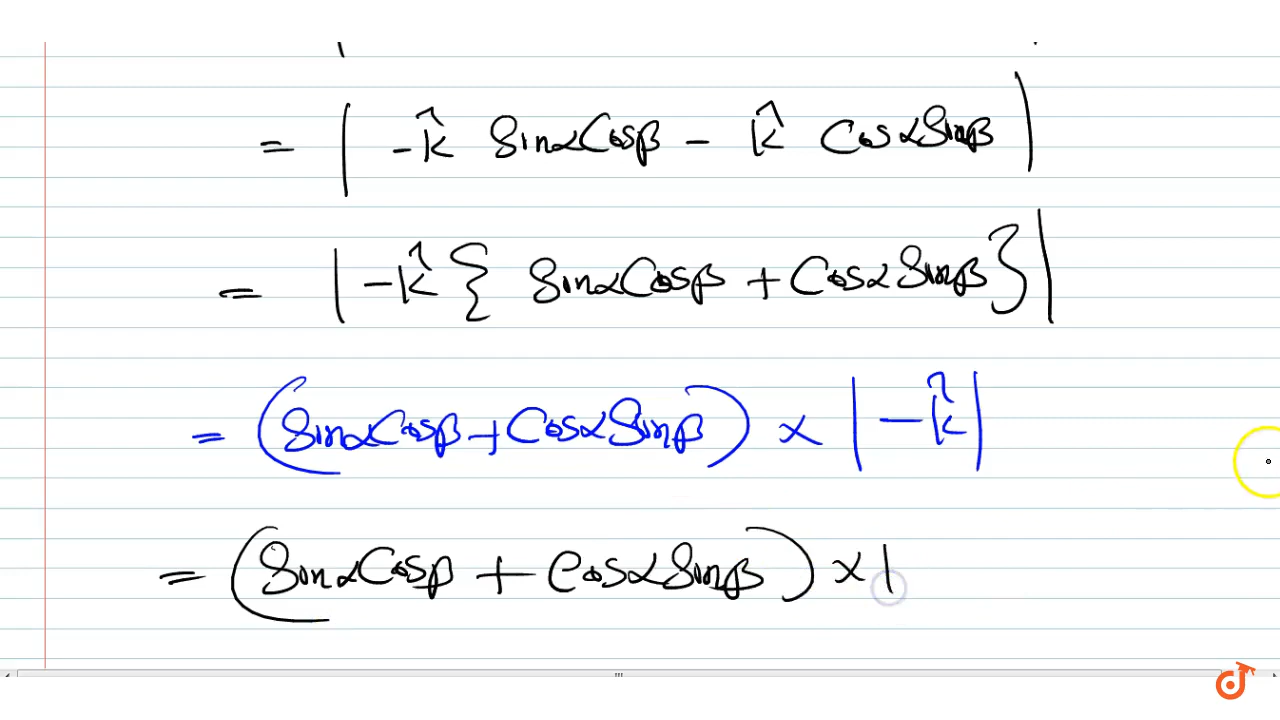 = | -k̂ Sinα Cosβ - k̂ Cosα Sinβ |
= | -k̂ { Sinα Cosβ + Cosα Sinβ } |
= (Sinα Cosβ + Cosα Sinβ) × | -k̂ |
= (Sinα Cosβ + Cosα Sinβ) × 1